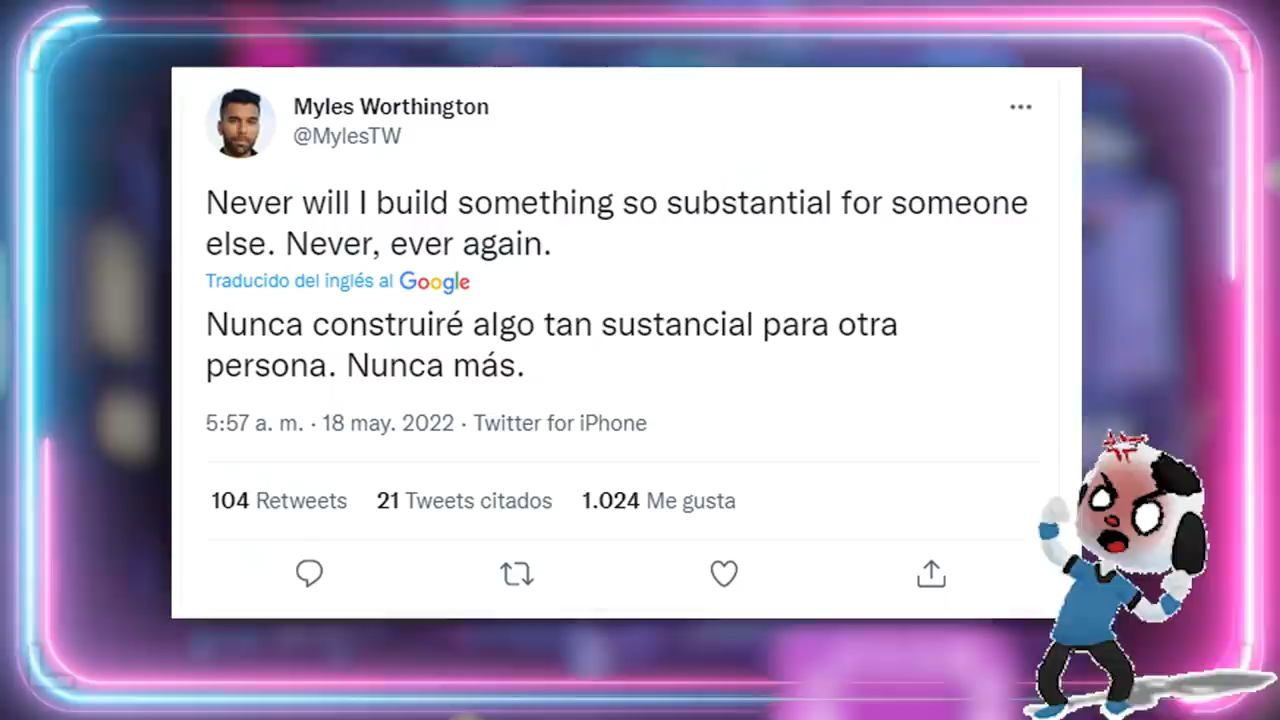 Myles Worthington
@MylesTW
Never will I build something so substantial for someone
else. Never, ever again.
Traducido del inglés al Google
Nunca construiré algo tan sustancial para otra
persona. Nunca más.
5:57 a. m. · 18 may. 2022 · Twitter for iPhone
104 Retweets 21 Tweets citados 1.024 Me gusta